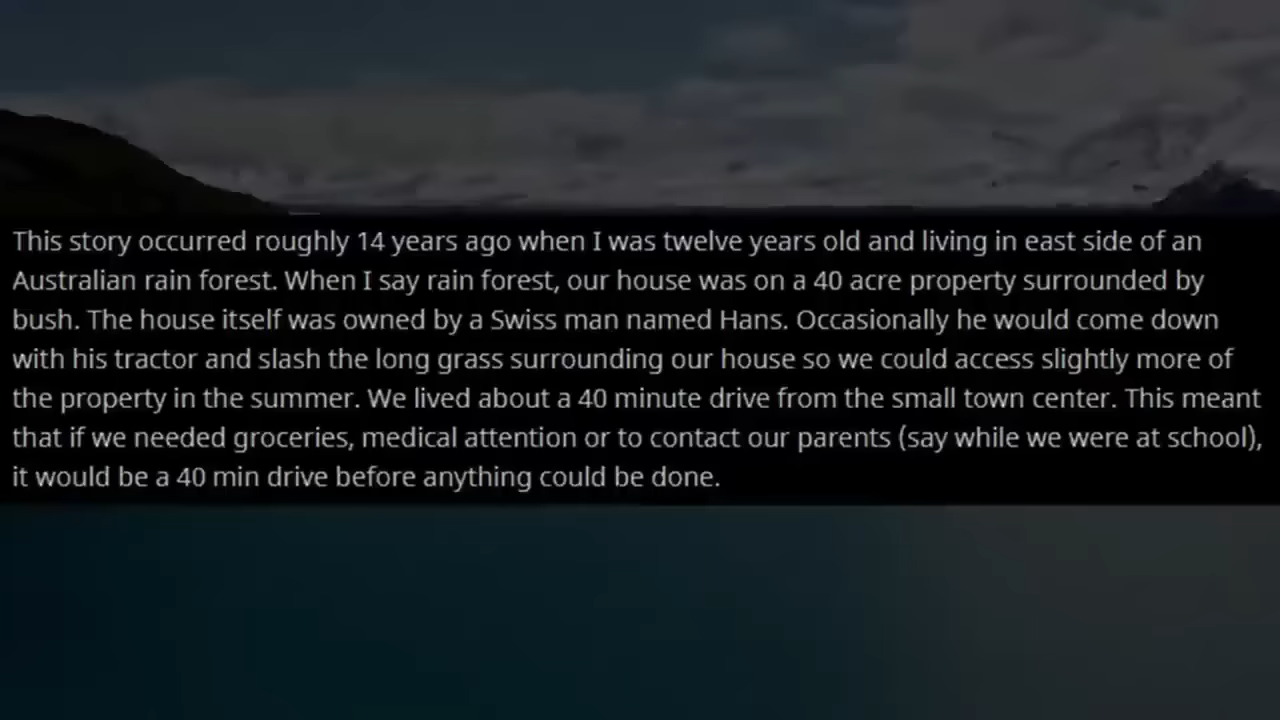 This story occurred roughly 14 years ago when I was twelve years old and living in east side of an
Australian rain forest. When I say rain forest, our house was on a 40 acre property surrounded by
bush. The house itself was owned by a Swiss man named Hans. Occasionally he would come down
with his tractor and slash the long grass surrounding our house so we could access slightly more of
the property in the summer. We lived about a 40 minute drive from the small town center. This meant
that if we needed groceries, medical attention or to contact our parents (say while we were at school),
it would be a 40 min drive before anything could be done.